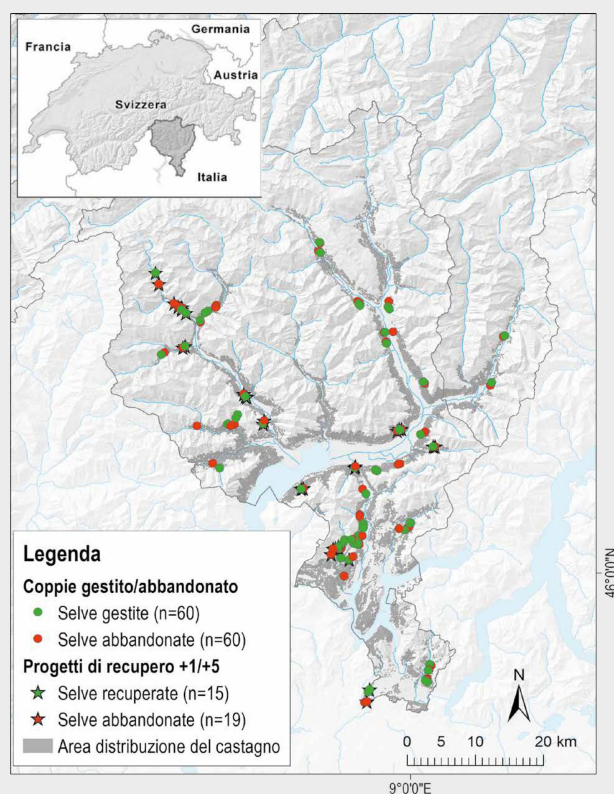 Germania
Francia
Austria
Svizzera
Italia
Legenda
Coppie gestito/abbandonato
Selve gestite (n=60)
Selve abbandonate (n=60)
Progetti di recupero +1/+5
Selve recuperate (n=15)
Selve abbandonate (n=19)
Area distribuzione del castagno
N
0 5 10 20 km
46°0'0"N
9°0'0"E